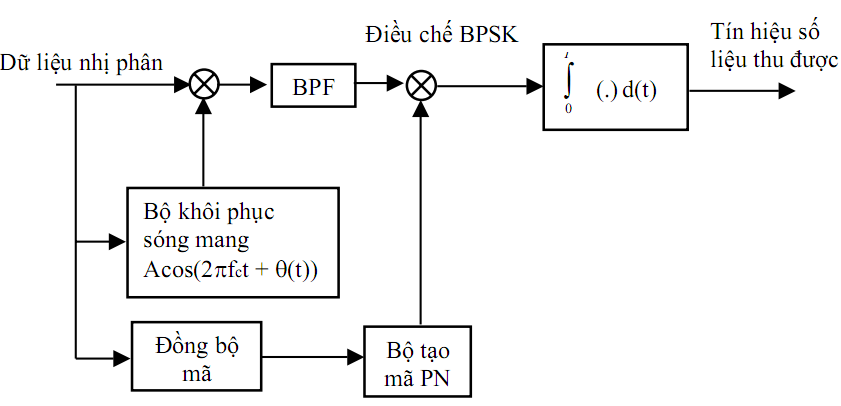 Điều chế BPSK
Tín hiệu số
liệu thu được
Dữ liệu nhị phân
BPF
∫ 0 (.) d(t)
Bộ khôi phục
sóng mang
Acos(2πfct + θ(t))
Đồng bộ
mã
Bộ tạo
mã PN